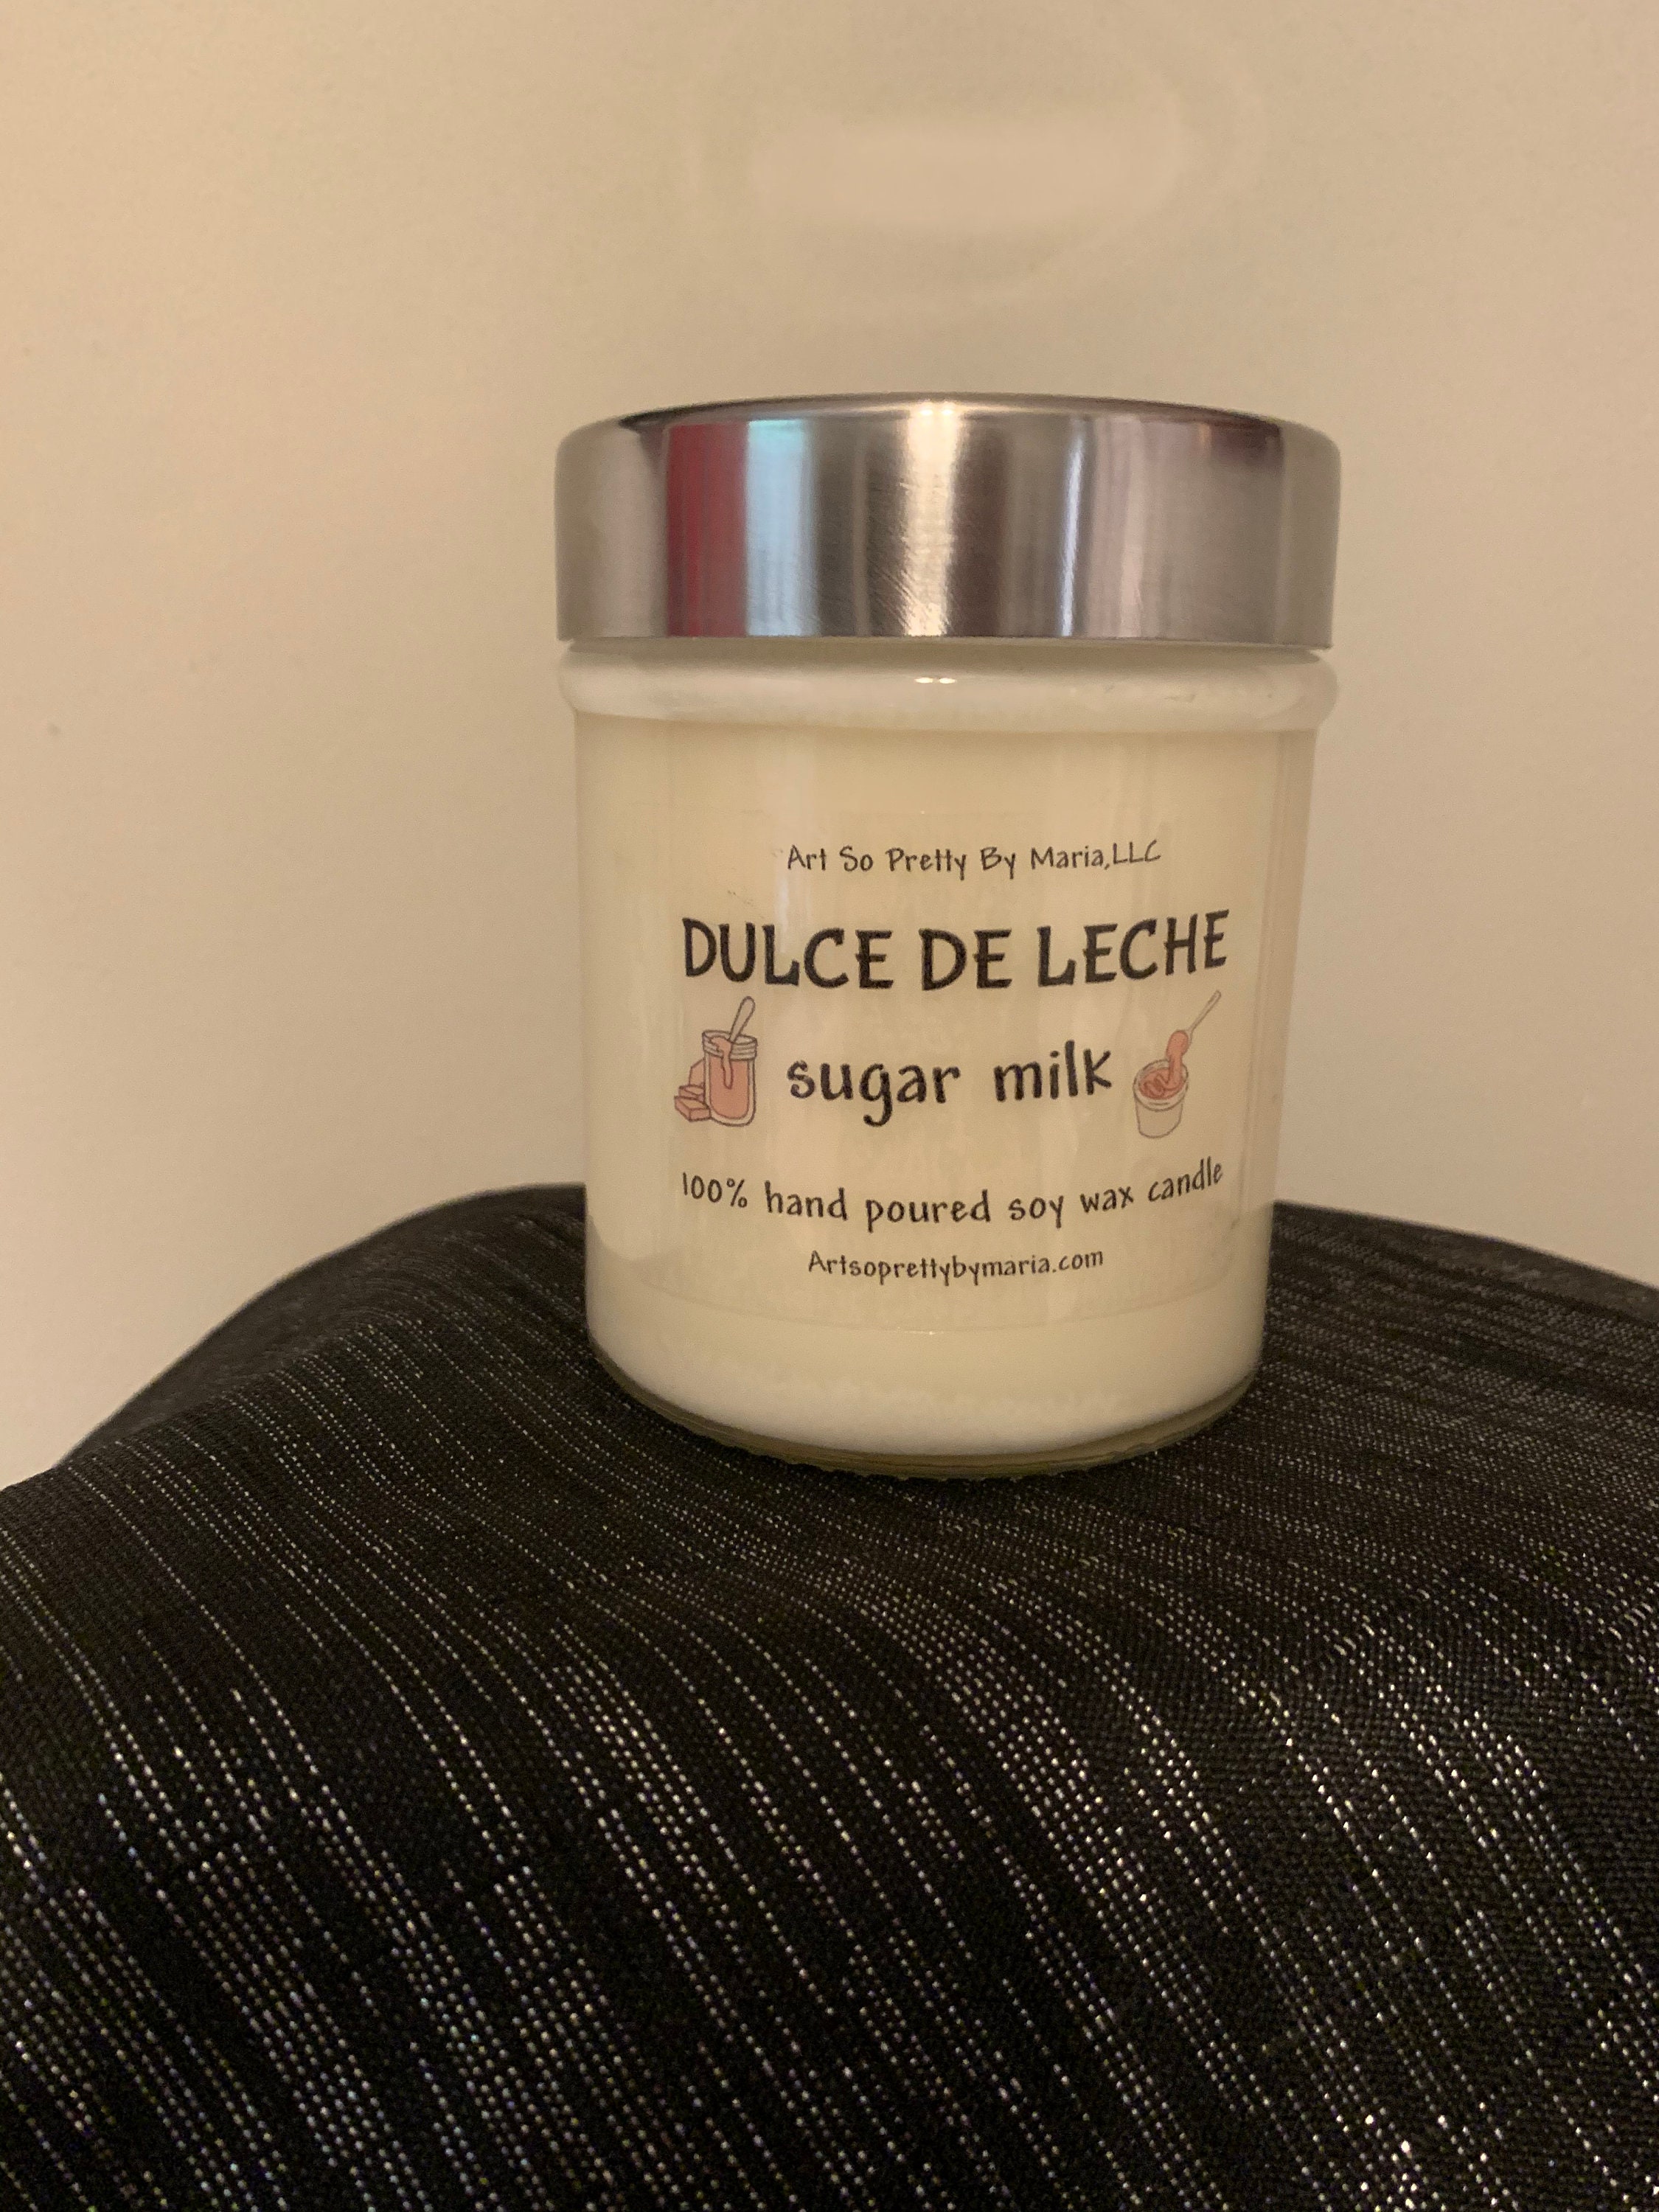 Art So Pretty By Maria,LLC
DULCE DE LECHE
sugar milk
100% hand poured soy wax candle
Artsoprettybymaria.com